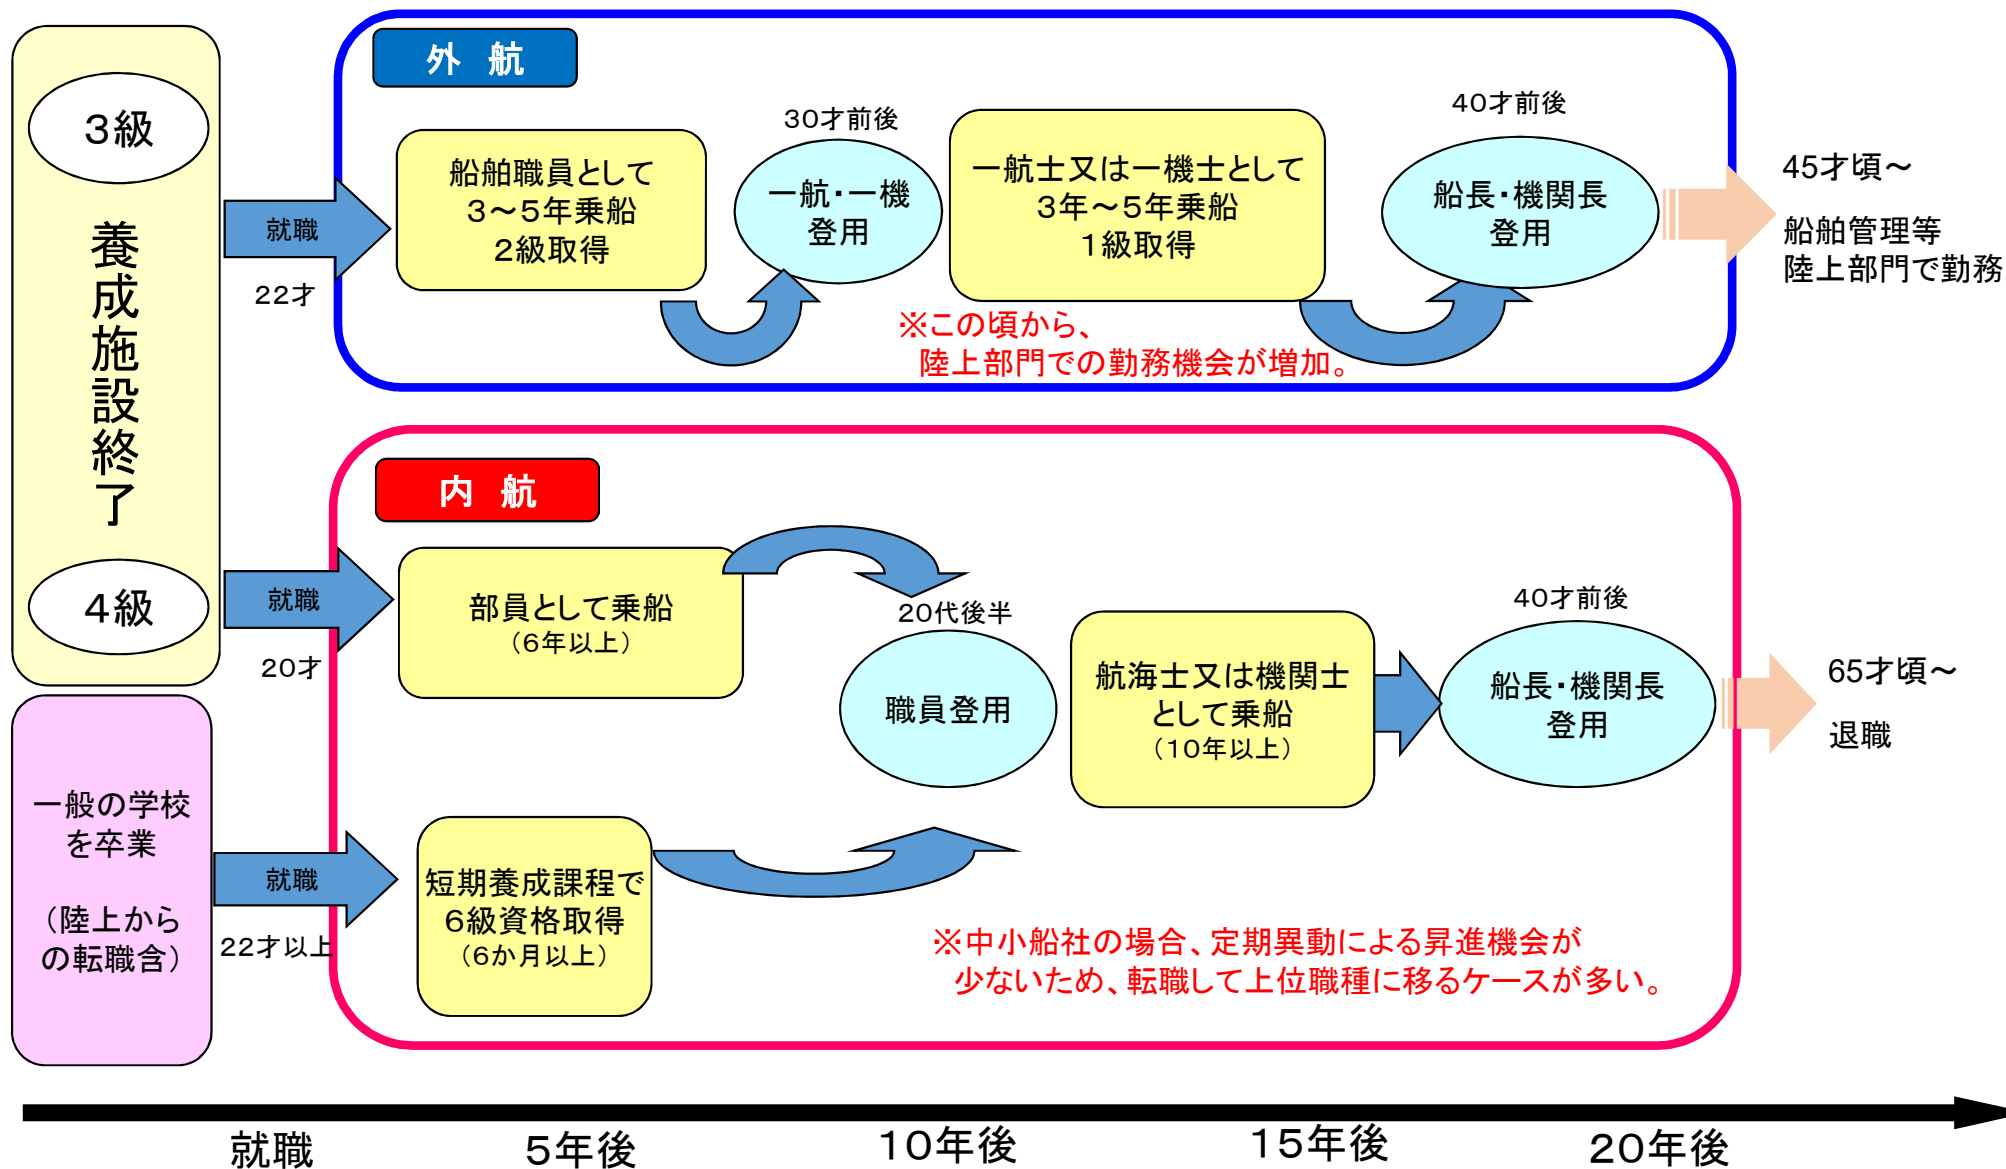 3級
養成施設終了
4級
一般の学校
を卒業
（陸上から
の転職含）
就職
22才
外 航
船舶職員として
3～5年乗船
2級取得
30才前後
一航・一機
登用
一航士又は一機士として
3年～5年乗船
1級取得
※この頃から、
陸上部門での勤務機会が増加。
40才前後
船長・機関長
登用
45才頃～
船舶管理等
陸上部門で勤務
就職
20才
内 航
部員として乗船
（6年以上）
20代後半
職員登用
航海士又は機関士
として乗船
（10年以上）
40才前後
船長・機関長
登用
65才頃～
退職
就職
22才以上
短期養成課程で
6級資格取得
（6か月以上）
※中小船社の場合、定期異動による昇進機会が
少ないため、転職して上位職種に移るケースが多い。
就職
5年後
10年後
15年後
20年後